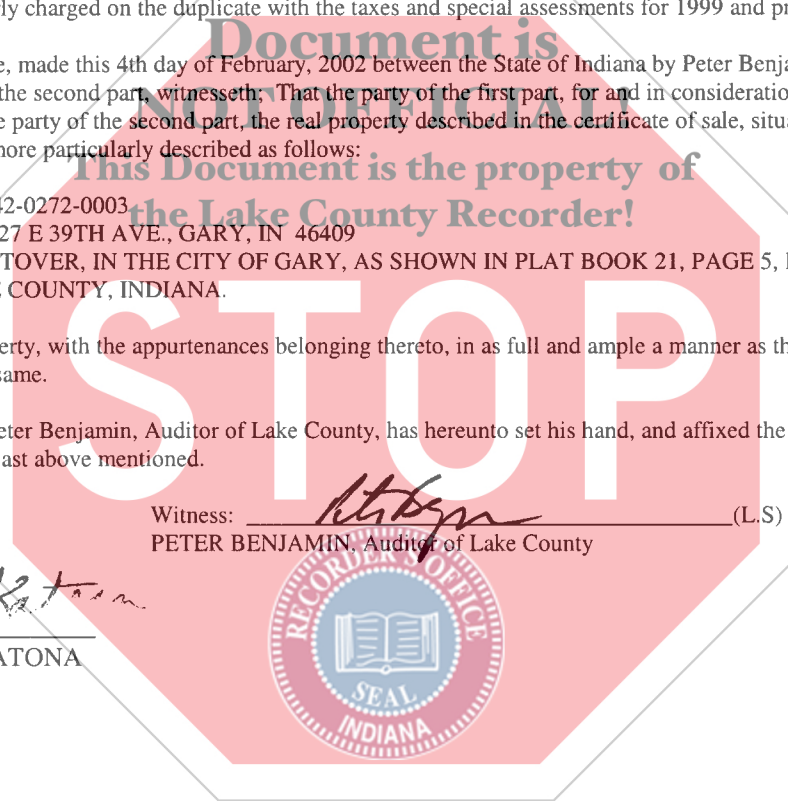 rly charged on the duplicate with the taxes and special assessments for 1999 and pr
Document is
e, made this 4th day of February, 2002 between the State of Indiana by Peter Benja
NOT OFFICIAL!
the second part, witnesseth; That the party of the first part, for and in consideration
e party of the second part, the real property described in the certificate of sale, situa
nore particularly described as follows:
This Document is the property of
the Lake County Recorder!
42-0272-0003
27 E 39TH AVE., GARY, IN 46409
TOVER, IN THE CITY OF GARY, AS SHOWN IN PLAT BOOK 21, PAGE 5,
E COUNTY, INDIANA.
STOP
erty, with the appurtenances belonging thereto, in as full and ample a manner as th
same.
eter Benjamin, Auditor of Lake County, has hereunto set his hand, and affixed the
ast above mentioned.
Witness: (L.S)
PETER BENJAMIN, Auditor of Lake County
ATONA
RECORDER'S OFFICE
SEAL
INDIANA